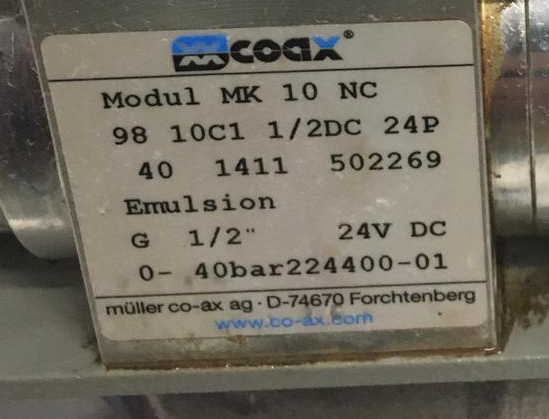 coax®
Modul MK 10 NC
98 10C1 1/2DC 24P
40 1411 502269
Emulsion
G 1/2" 24V DC
0- 40bar224400-01
müller co-ax ag · D-74670 Forchtenberg
www.co-ax.com